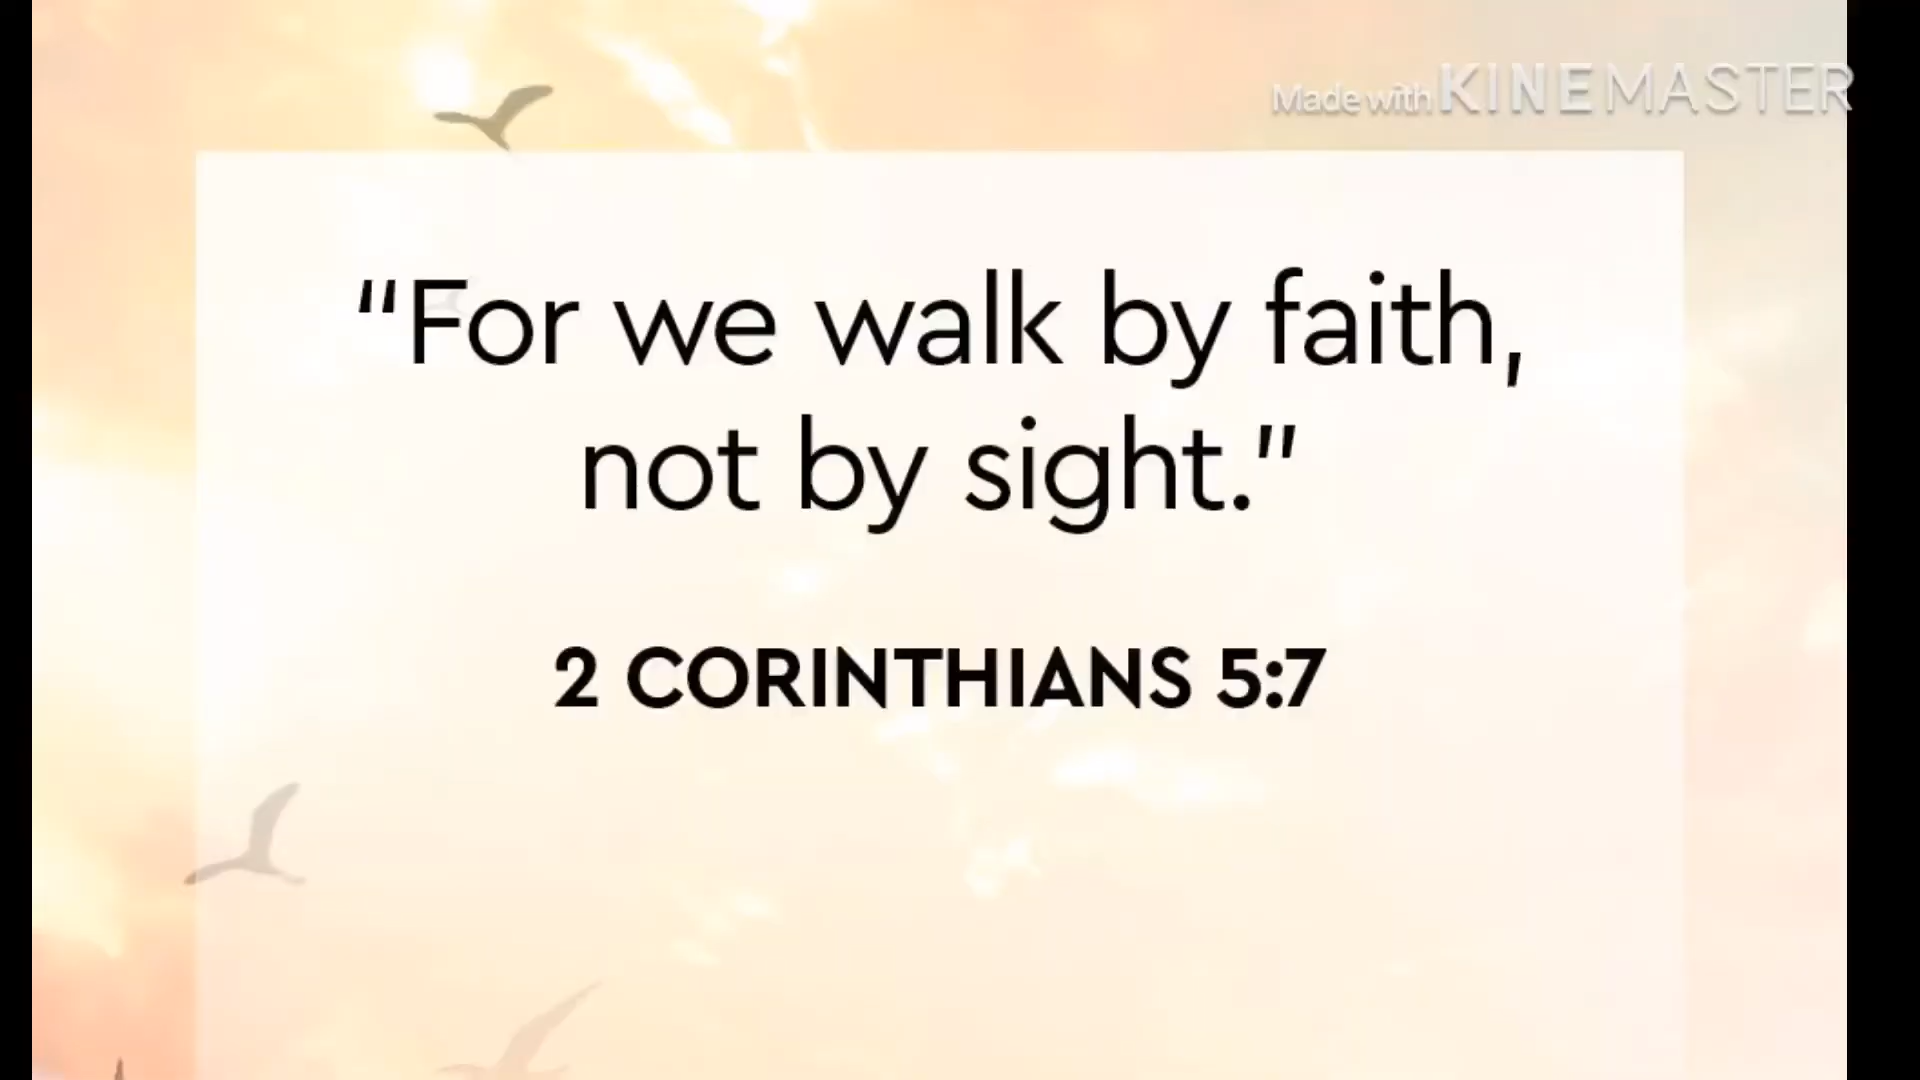 Made with KINEMASTER
“For we walk by faith,
not by sight.”
2 CORINTHIANS 5:7